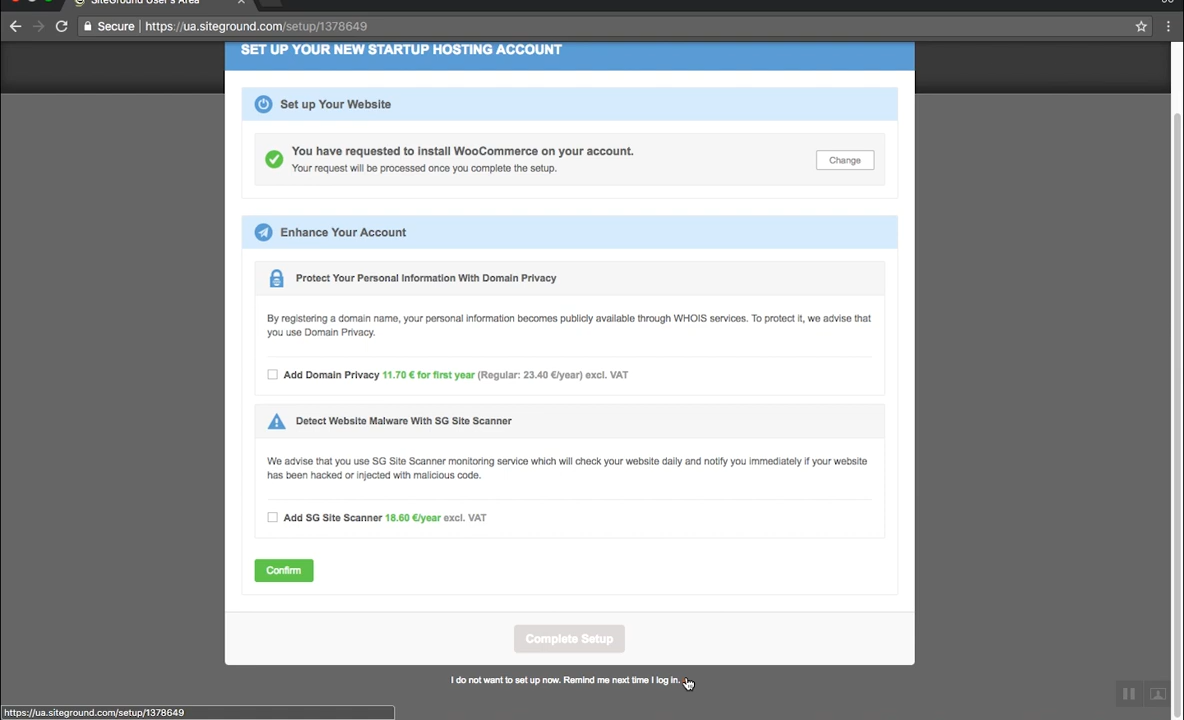 SiteGround User's Area
Secure | https://ua.siteground.com/setup/1378649
SET UP YOUR NEW STARTUP HOSTING ACCOUNT
Set up Your Website
You have requested to install WooCommerce on your account.
Your request will be processed once you complete the setup.
Change
Enhance Your Account
Protect Your Personal Information With Domain Privacy
By registering a domain name, your personal information becomes publicly available through WHOIS services. To protect it, we advise that
you use Domain Privacy.
Add Domain Privacy 11.70 € for first year (Regular: 23.40 €/year) excl. VAT
Detect Website Malware With SG Site Scanner
We advise that you use SG Site Scanner monitoring service which will check your website daily and notify you immediately if your website
has been hacked or injected with malicious code.
Add SG Site Scanner 18.60 €/year excl. VAT
Confirm
Complete Setup
I do not want to set up now. Remind me next time I log in.
https://ua.siteground.com/setup/1378649